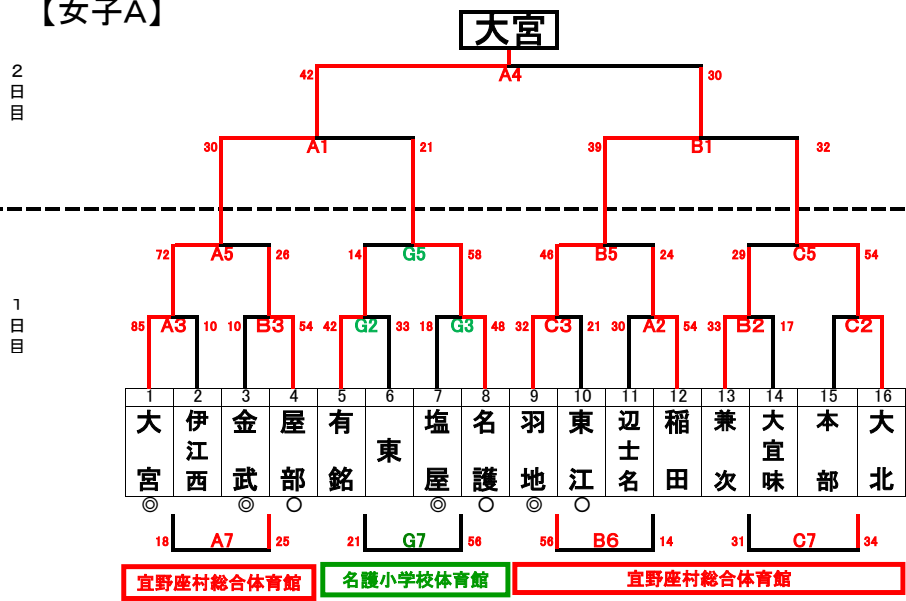 【女子A】
大宮
42 A4 30
2日目
30 A1 21 39 B1 32
72 A5 26 14 G5 58 46 B5 24 29 C5 54
1日目
85 A3 10 10 B3 54 42 G2 33 18 G3 48 32 C3 21 30 A2 54 33 B2 17 C2
1 2 3 4 5 6 7 8 9 10 11 12 13 14 15 16
大宮 伊江西 金武 屋部 有銘 東 塩屋 名護 羽地 東江 辺士名 稲田 兼次 大宜味 本部 大北
◎ ◎ ○ ◎ ○ ◎ ○
18 A7 25 21 G7 56 56 B6 14 31 C7 34
宜野座村総合体育館 名護小学校体育館 宜野座村総合体育館